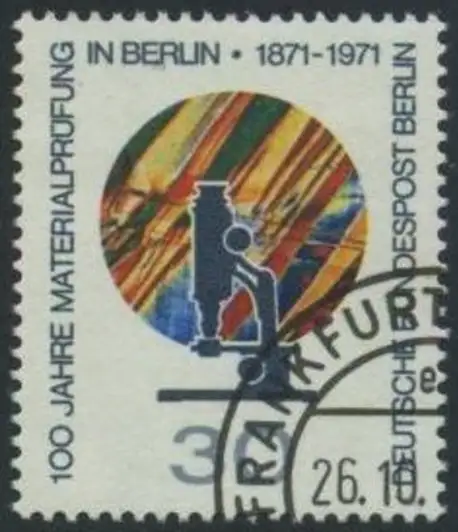 100 JAHRE MATERIALPRÜFUNG
IN BERLIN • 1871-1971
DEUTSCHE BUNDESPOST BERLIN
30
FRANKFURT
e
26.10.